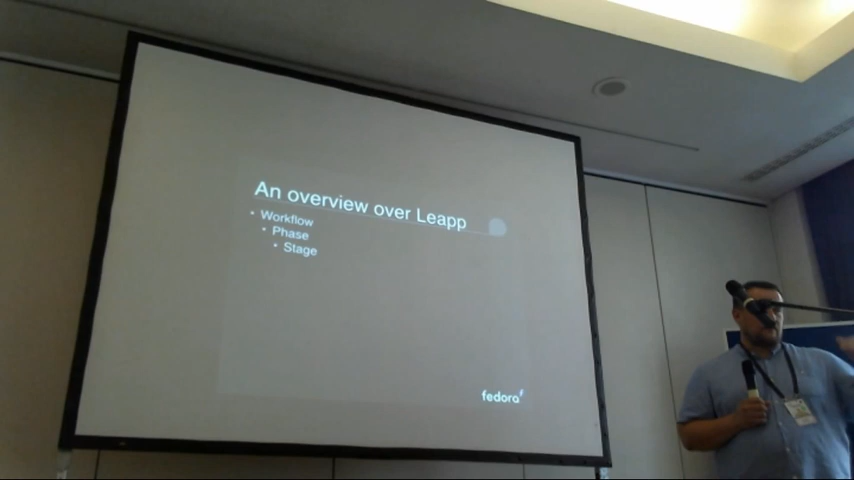 An overview over Leapp
• Workflow
• Phase
• Stage
fedora